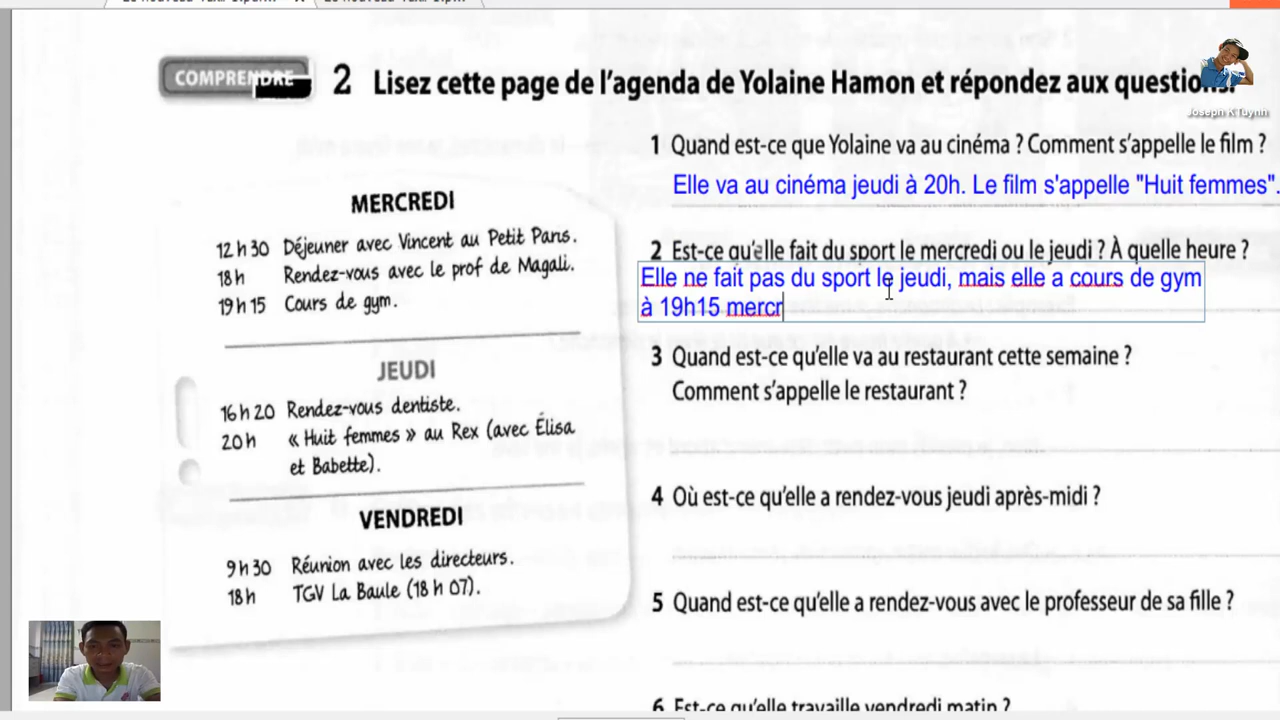 COMPRENDRE
2 Lisez cette page de l'agenda de Yolaine Hamon et répondez aux questions.
Joseph KTuynn
1 Quand est-ce que Yolaine va au cinéma ? Comment s'appelle le film ?
Elle va au cinéma jeudi à 20h. Le film s'appelle "Huit femmes".
MERCREDI
12 h 30 Déjeuner avec Vincent au Petit Paris.
18 h Rendez-vous avec le prof de Magali.
19 h 15 Cours de gym.
JEUDI
16 h 20 Rendez-vous dentiste.
20 h « Huit femmes » au Rex (avec Élisa
et Babette).
VENDREDI
9 h 30 Réunion avec les directeurs.
18 h TGV La Baule (18 h 07).
2 Est-ce qu'elle fait du sport le mercredi ou le jeudi ? À quelle heure ?
Elle ne fait pas du sport le jeudi, mais elle a cours de gym
à 19h15 mercr
3 Quand est-ce qu'elle va au restaurant cette semaine ?
Comment s'appelle le restaurant ?
4 Où est-ce qu'elle a rendez-vous jeudi après-midi ?
5 Quand est-ce qu'elle a rendez-vous avec le professeur de sa fille ?
6 Est-ce qu'elle travaille vendredi matin ?